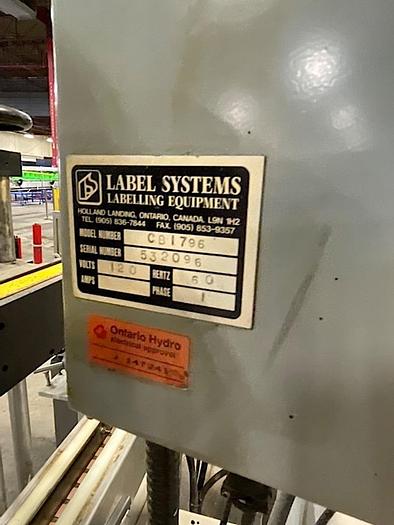 LABEL SYSTEMS
LABELLING EQUIPMENT
HOLLAND LANDING, ONTARIO, CANADA. L9N 1H2
TEL. (905) 836-7844 FAX. (905) 853-9357
MODEL NUMBER CB1796
SERIAL NUMBER 532096
VOLTS 120 HERTZ 60
AMPS PHASE 1
Ontario Hydro
electrical approval